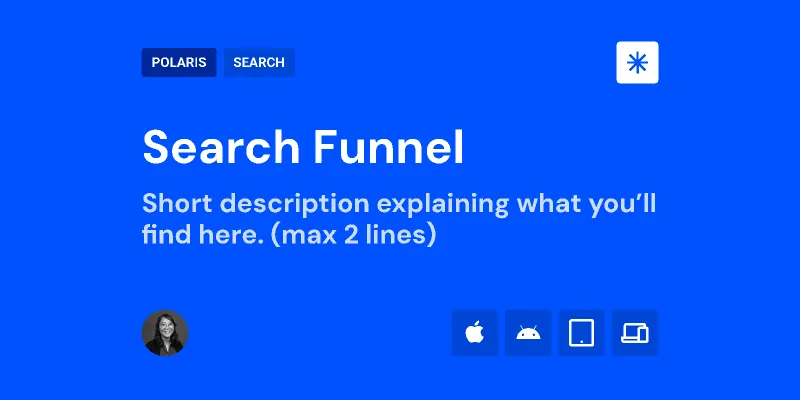 POLARIS SEARCH
Search Funnel
Short description explaining what you’ll
find here. (max 2 lines)